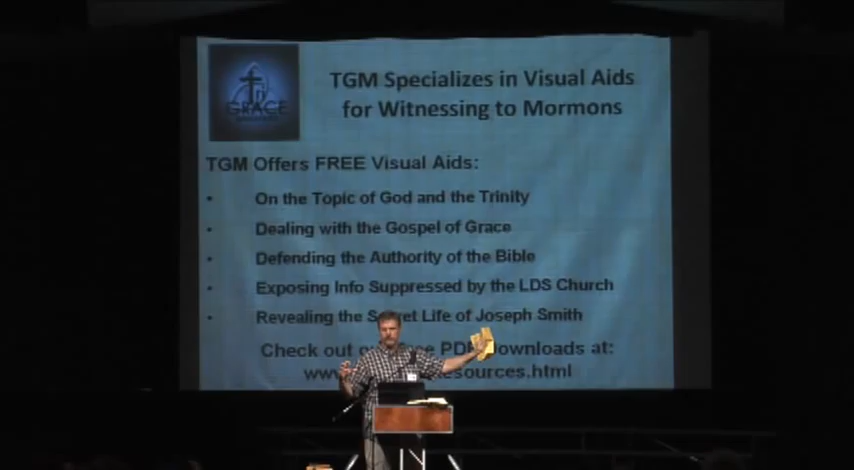 GRACE
TGM Specializes in Visual Aids
for Witnessing to Mormons
TGM Offers FREE Visual Aids:
• On the Topic of God and the Trinity
• Dealing with the Gospel of Grace
• Defending the Authority of the Bible
• Exposing Info Suppressed by the LDS Church
• Revealing the Secret Life of Joseph Smith
Check out PDF Downloads at: